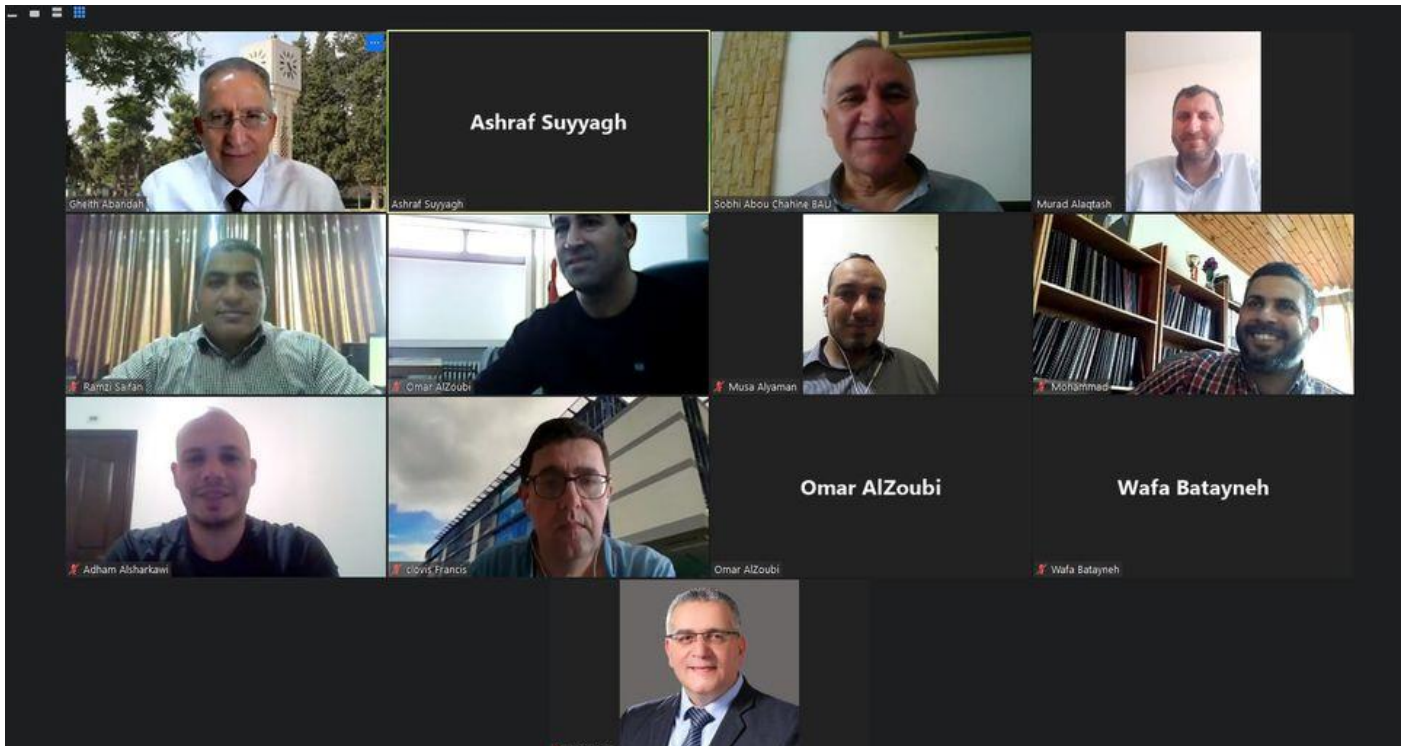 Gheith Abandah
Ashraf Suyyagh
Ashraf Suyyagh
Sobhi Abou Chahine BAU
Murad Alaqtash
Ramzi Saifan
Omar AlZoubi
Musa Alyaman
Mohammad
Adham Alsharkawi
clovis Francis
Omar AlZoubi
Omar AlZoubi
Wafa Batayneh
Wafa Batayneh